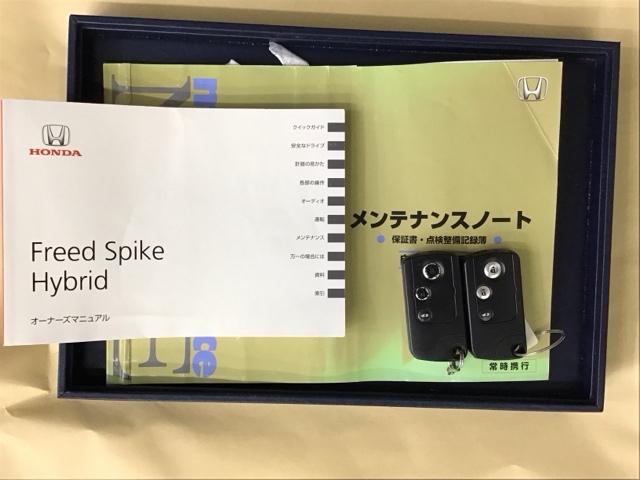 HONDA
Freed Spike
Hybrid
オーナーズマニュアル
クイックガイド
安全なドライブ
計器の見かた
各部の操作
オーディオ
運転
メンテナンス
万一の場合には
資料
索引
メンテナンスノート
保証書・点検整備記録簿
常時携行